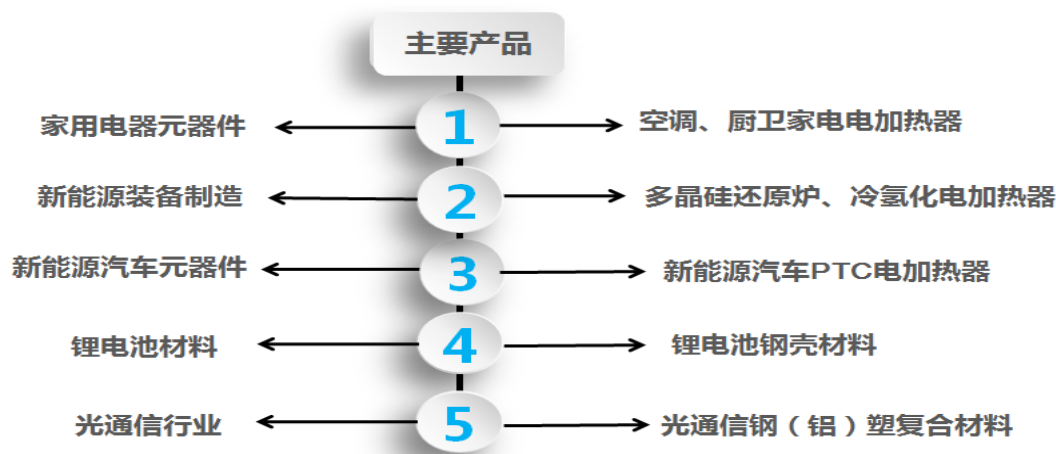 主要产品
家用电器元器件
1
空调、厨卫家电电加热器
新能源装备制造
2
多晶硅还原炉、冷氢化电加热器
新能源汽车元器件
3
新能源汽车PTC电加热器
锂电池材料
4
锂电池钢壳材料
光通信行业
5
光通信钢（铝）塑复合材料